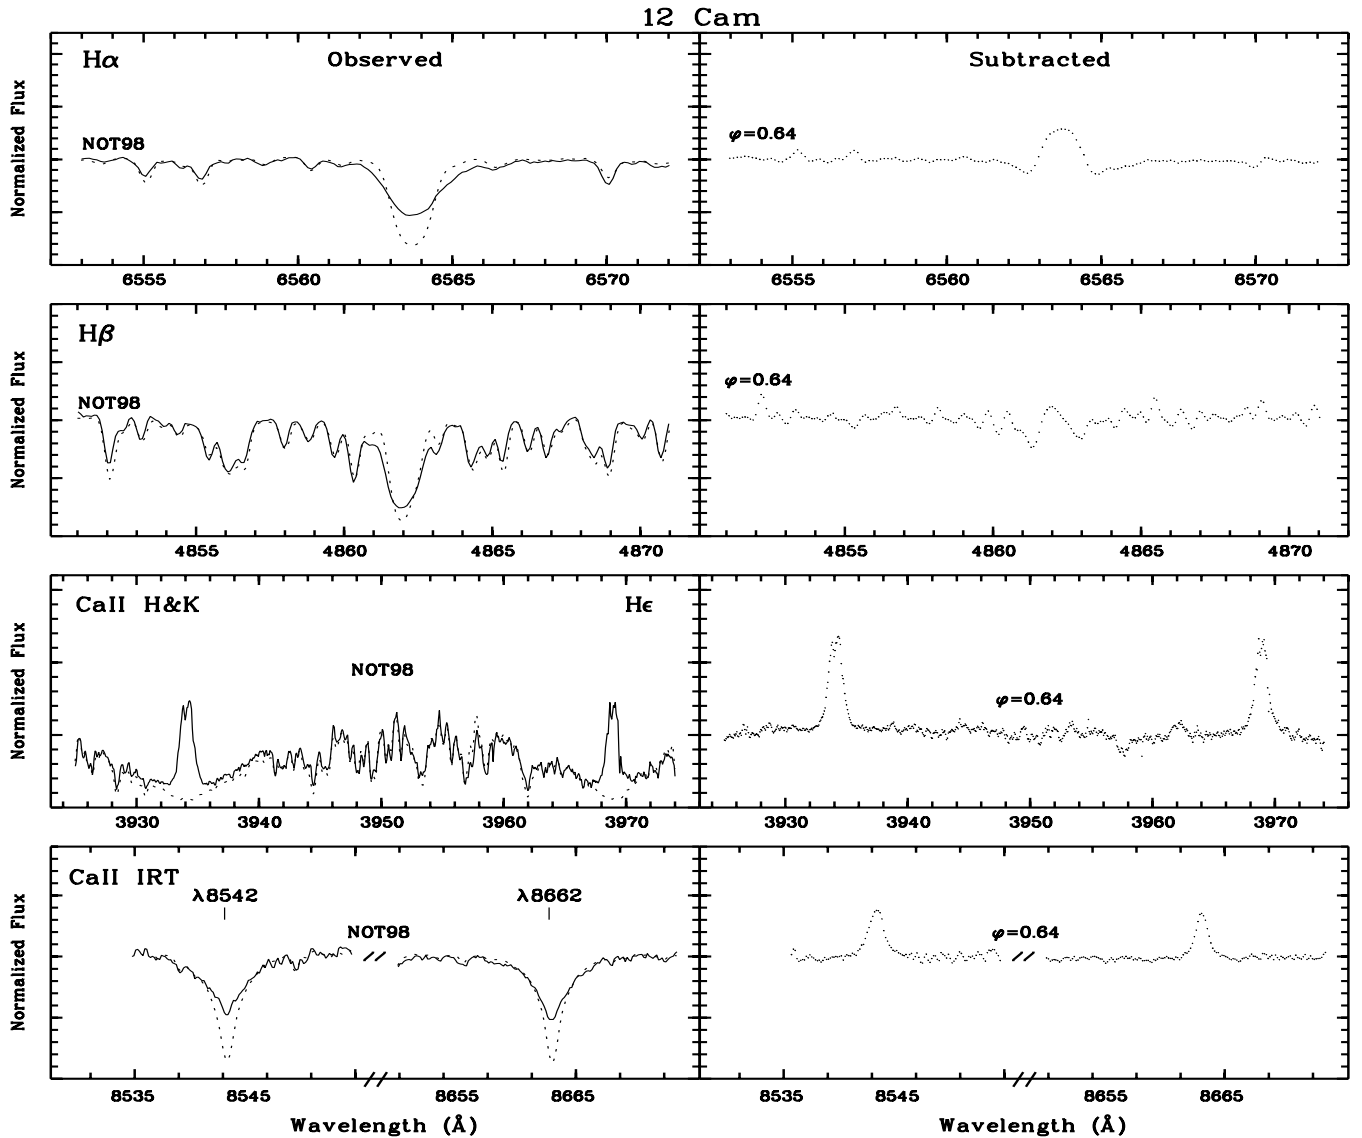 12 Cam
Hα Observed Subtracted
NOT98 φ=0.64
Normalized Flux
6555 6560 6565 6570 6555 6560 6565 6570
Hβ
NOT98 φ=0.64
Normalized Flux
4855 4860 4865 4870 4855 4860 4865 4870
CaII H&K Hϵ
NOT98 φ=0.64
Normalized Flux
3930 3940 3950 3960 3970 3930 3940 3950 3960 3970
CaII IRT
λ8542 λ8662
NOT98 φ=0.64
Normalized Flux
8535 8545 8655 8665 8535 8545 8655 8665
Wavelength (Å) Wavelength (Å)